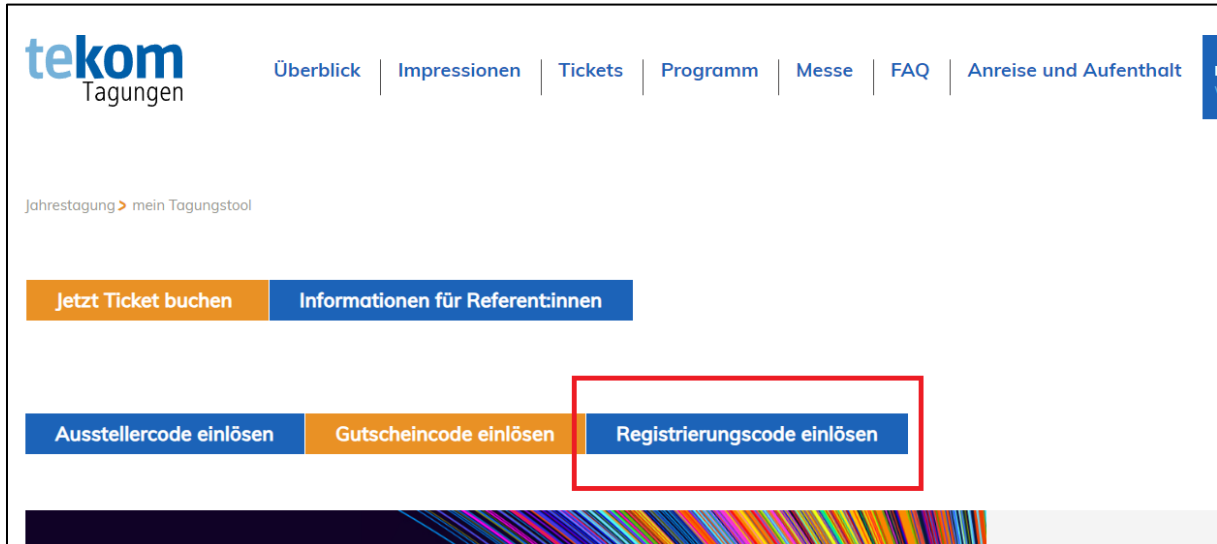 tekom
Tagungen
Überblick | Impressionen | Tickets | Programm | Messe | FAQ | Anreise und Aufenthalt
Jahrestagung > mein Tagungstool
Jetzt Ticket buchen Informationen für Referent:innen
Ausstellercode einlösen Gutscheincode einlösen Registrierungscode einlösen